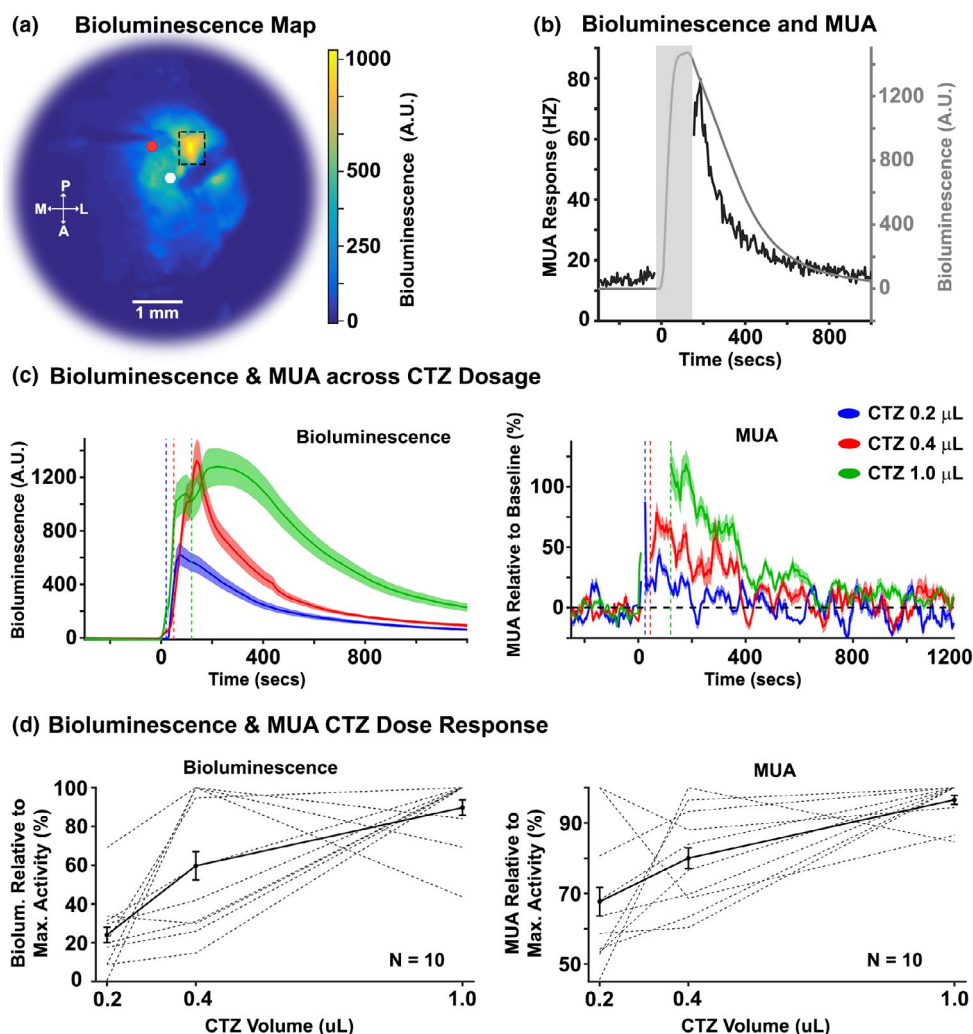 (a) Bioluminescence Map
1000
750
500
250
0
Bioluminescence (A.U.)
P
M L
A
1 mm
(b) Bioluminescence and MUA
80
60
40
20
0
MUA Response (HZ)
1400
1000
400
0
Bioluminescence (A.U.)
0 400 800
Time (secs)
(c) Bioluminescence & MUA across CTZ Dosage
Bioluminescence
1200
1000
800
400
0
Bioluminescence (A.U.)
0 400 800
Time (secs)
MUA
CTZ 0.2 µL
CTZ 0.4 µL
CTZ 1.0 µL
100
50
0
MUA Relative to Baseline (%)
0 400 800 1200
Time (secs)
(d) Bioluminescence & MUA CTZ Dose Response
Bioluminescence
100
80
60
40
20
0
Biolum. Relative to
Max. Activity (%)
N = 10
0.2 0.4 1.0
CTZ Volume (uL)
MUA
90
70
50
MUA Relative to
Max. Activity (%)
N = 10
0.2 0.4 1.0
CTZ Volume (uL)